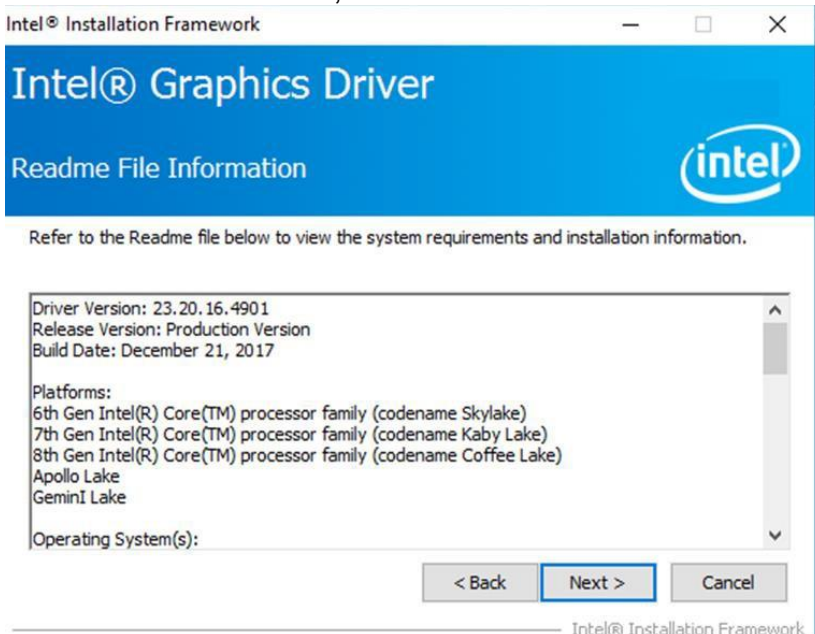 Intel® Installation Framework
Intel® Graphics Driver
Readme File Information
intel
Refer to the Readme file below to view the system requirements and installation information.
Driver Version: 23.20.16.4901
Release Version: Production Version
Build Date: December 21, 2017
Platforms:
6th Gen Intel(R) Core(TM) processor family (codename Skylake)
7th Gen Intel(R) Core(TM) processor family (codename Kaby Lake)
8th Gen Intel(R) Core(TM) processor family (codename Coffee Lake)
Apollo Lake
GeminI Lake
Operating System(s):
< Back Next > Cancel
Intel® Installation Framework